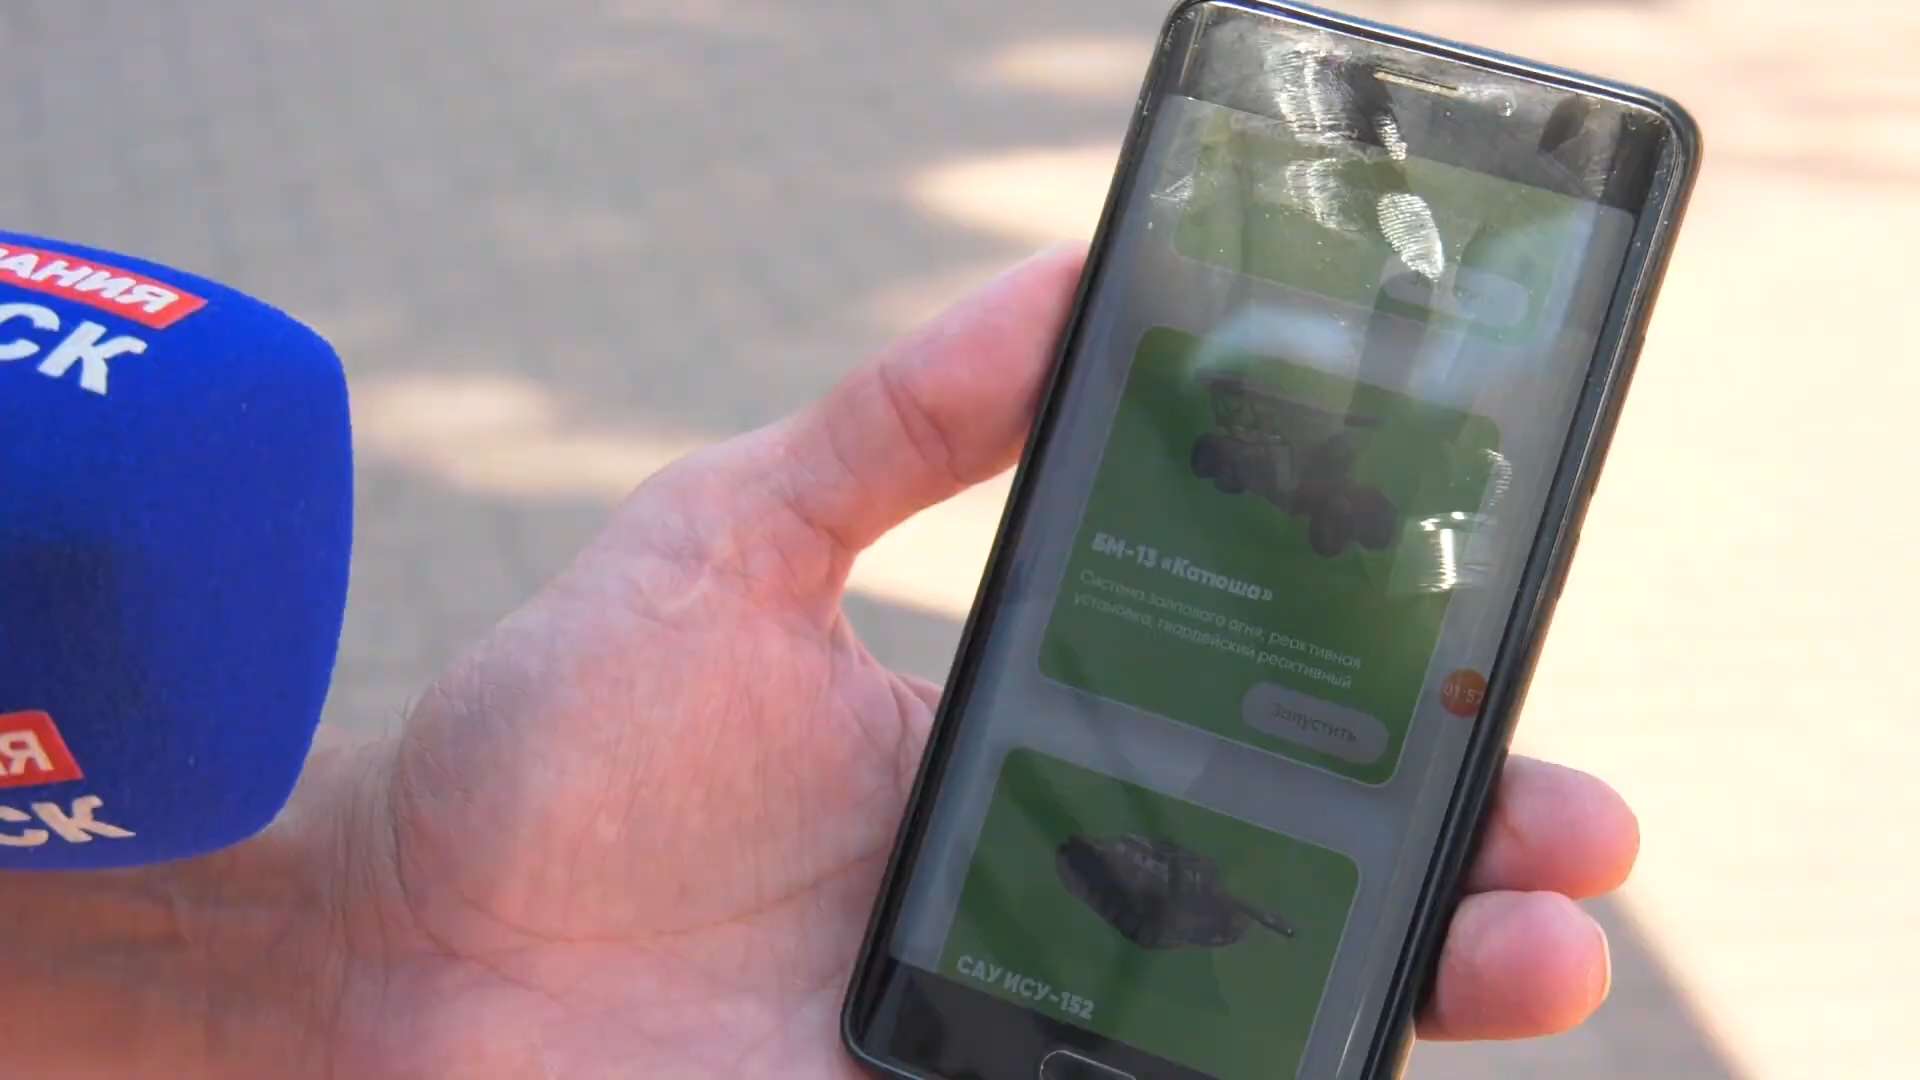 АНИЯ
СК
Я
СК
БМ-13 «Катюша»
Система залпового огня, реактивная
установка, гвардейский реактивный
Запустить
01:57
САУ ИСУ-152